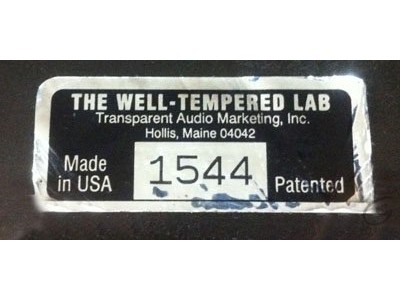 THE WELL-TEMPERED LAB
Transparent Audio Marketing, Inc.
Hollis, Maine 04042
Made
in USA
1544
Patented